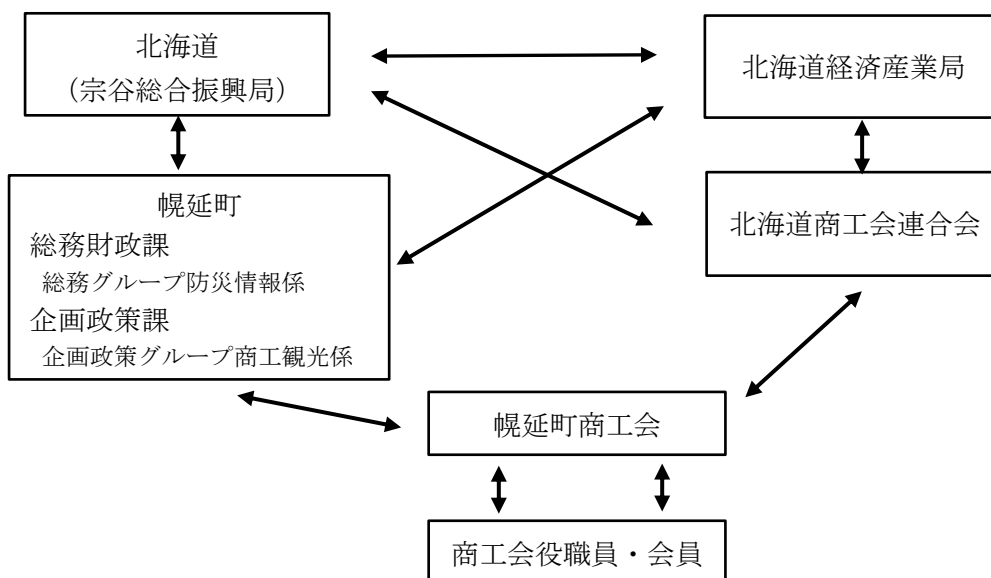 北海道
（宗谷総合振興局）
北海道経済産業局
幌延町
総務財政課
総務グループ防災情報係
企画政策課
企画政策グループ商工観光係
北海道商工会連合会
幌延町商工会
商工会役職員・会員